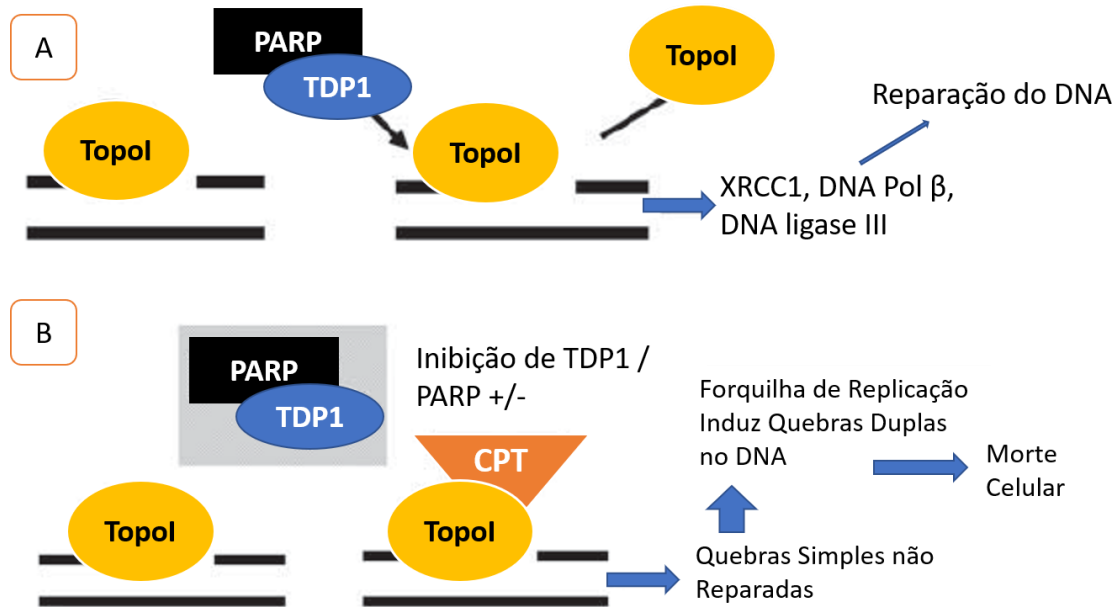 A
PARP
TDP1
TopoI
TopoI
TopoI
Reparação do DNA
XRCC1, DNA Pol β,
DNA ligase III
B
PARP
TDP1
Inibição de TDP1 /
PARP +/-
CPT
TopoI
TopoI
Quebras Simples não
Reparadas
Forquilha de Replicação
Induz Quebras Duplas
no DNA
Morte
Celular